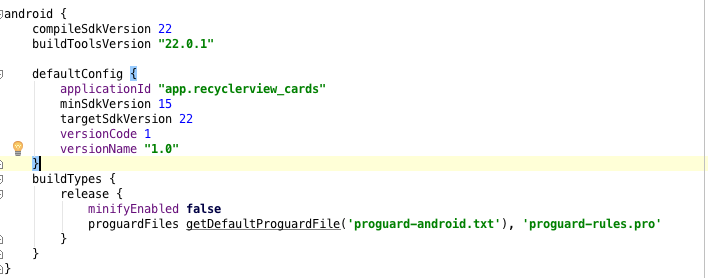 android {
    compileSdkVersion 22
    buildToolsVersion "22.0.1"

    defaultConfig {
        applicationId "app.recyclerview_cards"
        minSdkVersion 15
        targetSdkVersion 22
        versionCode 1
        versionName "1.0"
    }
    buildTypes {
        release {
            minifyEnabled false
            proguardFiles getDefaultProguardFile('proguard-android.txt'), 'proguard-rules.pro'
        }
    }
}